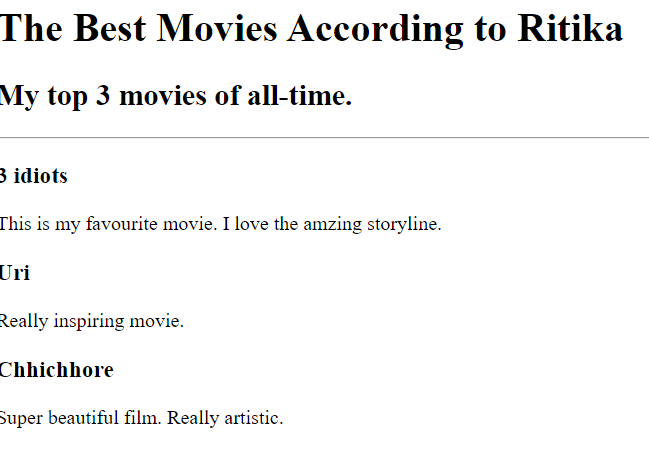 The Best Movies According to Ritika
My top 3 movies of all-time.
3 idiots
This is my favourite movie. I love the amzing storyline.
Uri
Really inspiring movie.
Chhichhore
Super beautiful film. Really artistic.